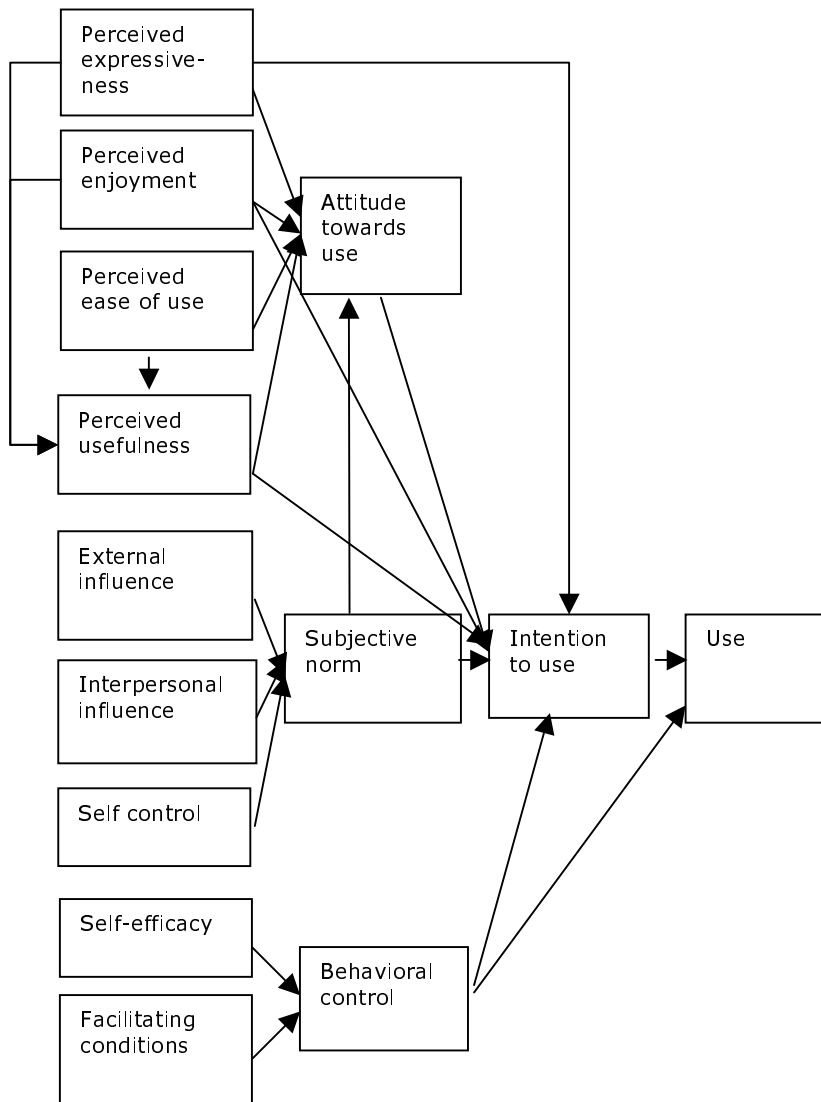 Perceived
expressive-
ness
Perceived
enjoyment
Attitude
towards
use
Perceived
ease of use
Perceived
usefulness
External
influence
Subjective
norm
Intention
to use
Use
Interpersonal
influence
Self control
Self-efficacy
Behavioral
control
Facilitating
conditions